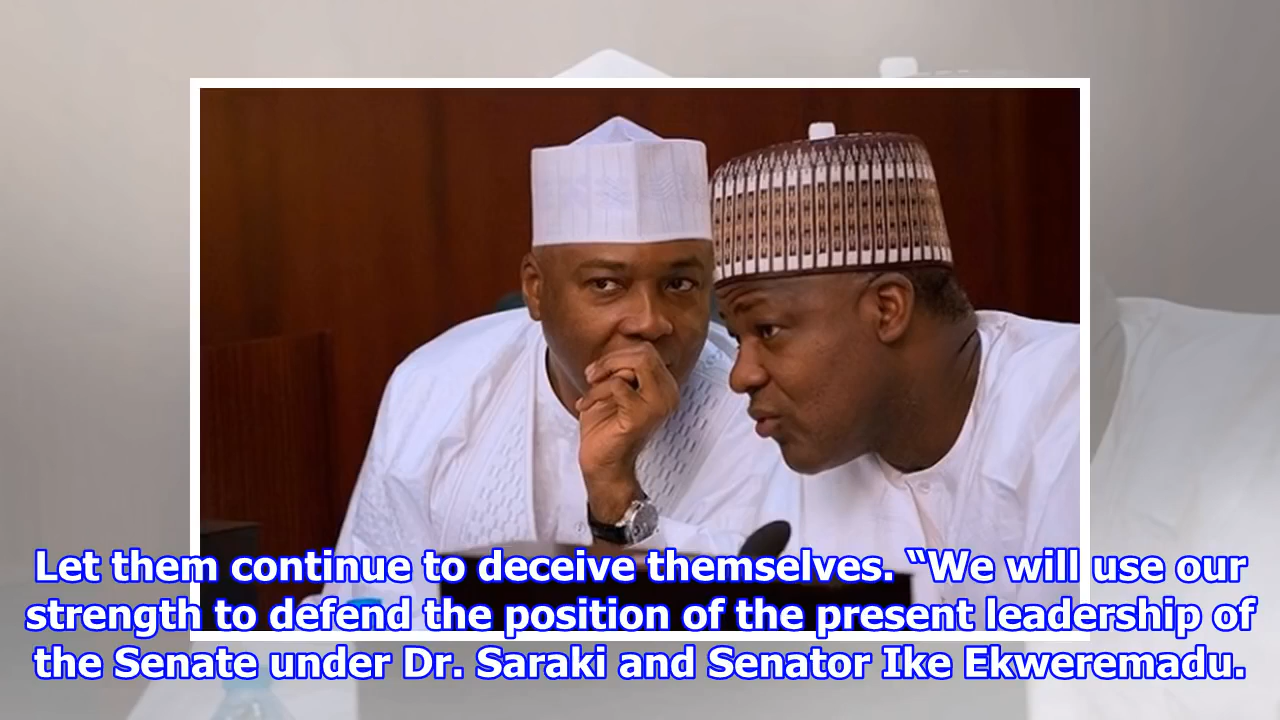 Let them continue to deceive themselves. “We will use our
strength to defend the position of the present leadership of
the Senate under Dr. Saraki and Senator Ike Ekweremadu.